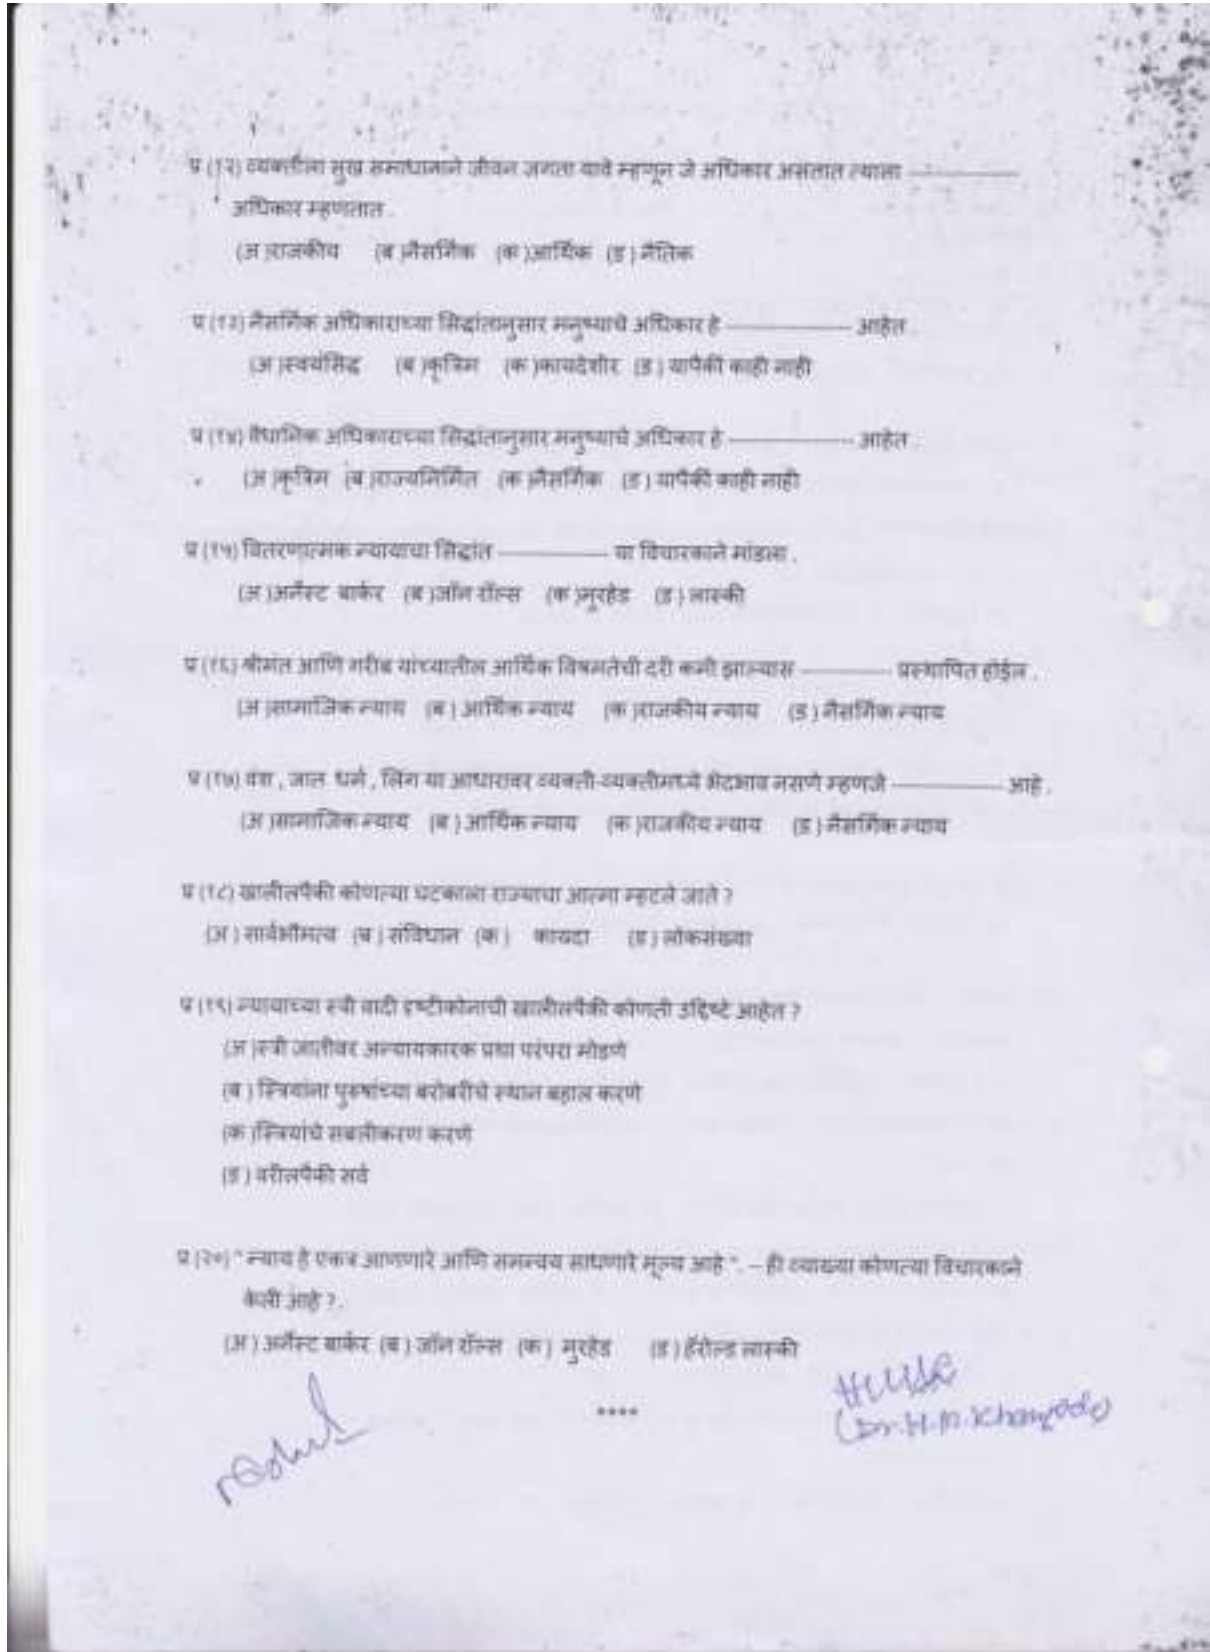 प्र (१२) व्यक्तीला सुख समाधानाने जीवन जगता यावे म्हणून जे अधिकार असतात त्याला ――――
अधिकार म्हणतात .
(अ )राजकीय (ब )नैसर्गिक (क )आर्थिक (ड ) नैतिक
प्र (१३) नैसर्गिक अधिकाराच्या सिद्धांतानुसार मनुष्याचे अधिकार हे ―――― आहेत .
(अ )स्वयंसिद्ध (ब )कृत्रिम (क )कायदेशीर (ड ) यापैकी काही नाही
प्र (१४) वैधानिक अधिकाराच्या सिद्धांतानुसार मनुष्याचे अधिकार हे ―――― आहेत .
(अ )कृत्रिम (ब )राज्यनिर्मित (क )नैसर्गिक (ड ) यापैकी काही नाही
प्र (१५) वितरणात्मक न्यायाचा सिद्धांत ―――― या विचारकाने मांडला .
(अ )अर्नेस्ट बार्कर (ब )जॉन रॉल्स (क )मुरहेड (ड ) लास्की
प्र (१६) श्रीमंत आणि गरीब यांच्यातील आर्थिक विषमतेची दरी कमी झाल्यास ―――― प्रस्थापित होईल .
(अ )सामाजिक न्याय (ब ) आर्थिक न्याय (क )राजकीय न्याय (ड ) नैसर्गिक न्याय
प्र (१७) वंश , जात धर्म , लिंग या आधारावर व्यक्ती-व्यक्तीमध्ये भेदभाव नसणे म्हणजे ―――― आहे .
(अ )सामाजिक न्याय (ब ) आर्थिक न्याय (क )राजकीय न्याय (ड ) नैसर्गिक न्याय
प्र (१८) खालीलपैकी कोणत्या घटकाला राज्याचा आत्मा म्हटले जाते ?
(अ ) सार्वभौमत्व (ब ) संविधान (क ) कायदा (ड ) लोकसंख्या
प्र (१९) न्यायाच्या स्त्री वादी दृष्टीकोनाची खालीलपैकी कोणती उद्दिष्टे आहेत ?
(अ )स्त्री जातीवर अन्यायकारक प्रथा परंपरा मोडणे
(ब ) स्त्रियांना पुरुषांच्या बरोबरीचे स्थान बहाल करणे
(क )स्त्रियांचे सबलीकरण करणे
(ड ) वरीलपैकी सर्व
प्र (२०) " न्याय हे एकत्र आणणारे आणि समन्वय साधणारे मूल्य आहे ". – ही व्याख्या कोणत्या विचारकाने
केली आहे ?.
(अ ) अर्नेस्ट बार्कर (ब ) जॉन रॉल्स (क ) मुरहेड (ड ) हॅरोल्ड लास्की
****
(Dr. H.